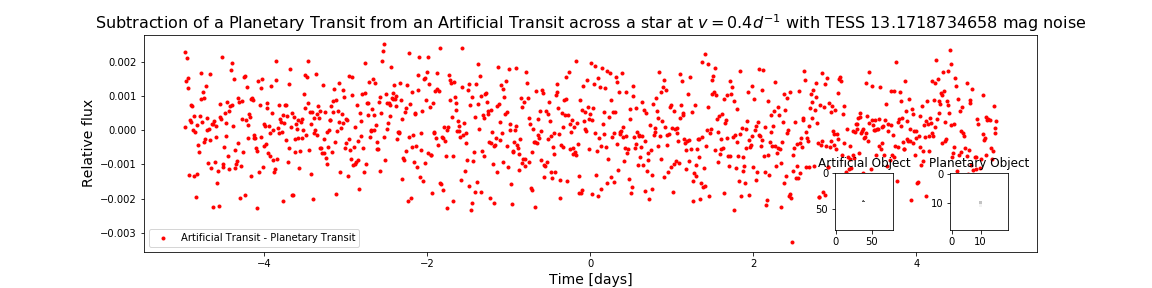 Subtraction of a Planetary Transit from an Artificial Transit across a star at v = 0.4d⁻¹ with TESS 13.1718734658 mag noise
Relative flux
0.002
0.001
0.000
−0.001
−0.002
−0.003
Artificial Transit - Planetary Transit
Artificial Object
0
50
0 50
Planetary Object
0
10
0 10
−4 −2 0 2 4
Time [days]